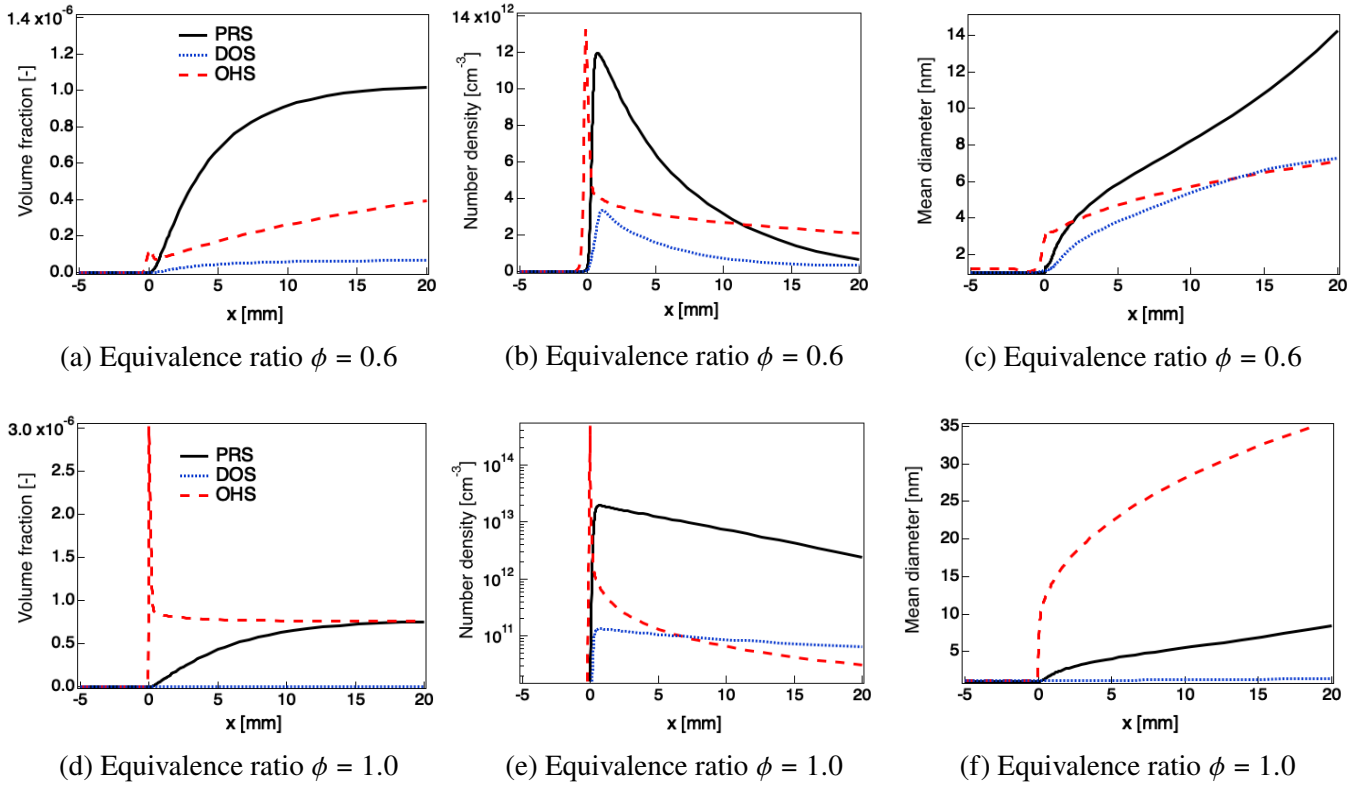 1.4 x10⁻⁶
1.2
1.0
0.8
0.6
0.4
0.2
0.0
Volume fraction [-]
PRS
DOS
OHS
-5 0 5 10 15 20
x [mm]
(a) Equivalence ratio ϕ = 0.6
14 x10¹²
12
10
8
6
4
2
0
Number density [cm⁻³]
-5 0 5 10 15 20
x [mm]
(b) Equivalence ratio ϕ = 0.6
14
12
10
8
6
4
2
Mean diameter [nm]
-5 0 5 10 15 20
x [mm]
(c) Equivalence ratio ϕ = 0.6
3.0 x10⁻⁶
2.5
2.0
1.5
1.0
0.5
0.0
Volume fraction [-]
PRS
DOS
OHS
-5 0 5 10 15 20
x [mm]
(d) Equivalence ratio ϕ = 1.0
10¹⁴
10¹³
10¹²
10¹¹
Number density [cm⁻³]
-5 0 5 10 15 20
x [mm]
(e) Equivalence ratio ϕ = 1.0
35
30
25
20
15
10
5
Mean diameter [nm]
-5 0 5 10 15 20
x [mm]
(f) Equivalence ratio ϕ = 1.0